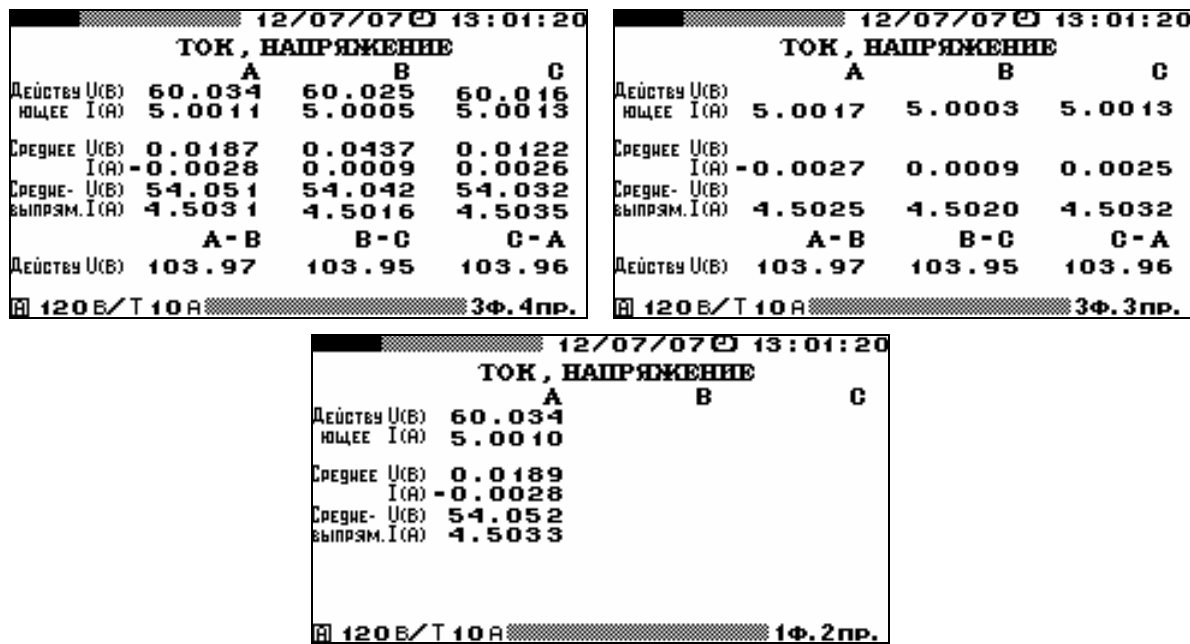 12/07/07 13:01:20
ТОК, НАПРЯЖЕНИЕ
A B C
Действу U(В) 60.034 60.025 60.016
ющее I(А) 5.0011 5.0005 5.0013
Среднее U(В) 0.0187 0.0437 0.0122
I(А) -0.0028 0.0009 0.0026
Средне- U(В) 54.051 54.042 54.032
выпрям. I(А) 4.5031 4.5016 4.5035
A-B B-C C-A
Действу U(В) 103.97 103.95 103.96
А 120В/Т10А 3ф.4пр.
12/07/07 13:01:20
ТОК, НАПРЯЖЕНИЕ
A B C
Действу U(В)
ющее I(А) 5.0017 5.0003 5.0013
Среднее U(В)
I(А) -0.0027 0.0009 0.0025
Средне- U(В)
выпрям. I(А) 4.5025 4.5020 4.5032
A-B B-C C-A
Действу U(В) 103.97 103.95 103.96
А 120В/Т10А 3ф.3пр.
12/07/07 13:01:20
ТОК, НАПРЯЖЕНИЕ
A B C
Действу U(В) 60.034
ющее I(А) 5.0010
Среднее U(В) 0.0189
I(А) -0.0028
Средне- U(В) 54.052
выпрям. I(А) 4.5033
А 120В/Т10А 1ф.2пр.